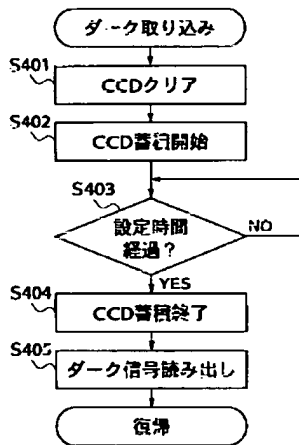 ダーク取り込み
S401
CCDクリア
S402
CCD蓄積開始
S403
設定時間
経過？
NO
YES
S404
CCD蓄積終了
S405
ダーク信号読み出し
復帰